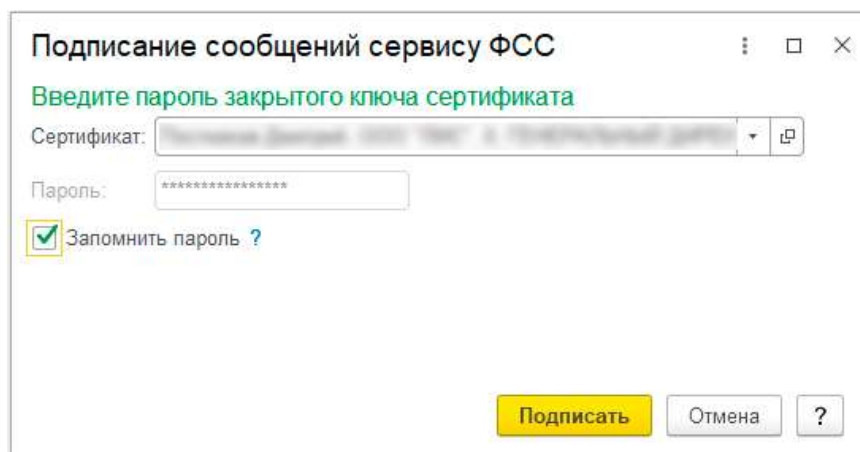 Подписание сообщений сервису ФСС
Введите пароль закрытого ключа сертификата
Сертификат:
Пароль: ****************
Запомнить пароль ?
Подписать Отмена ?